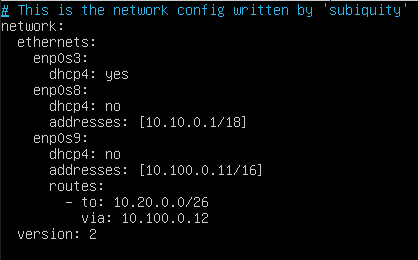 # This is the network config written by 'subiquity'
network:
  ethernets:
    enp0s3:
      dhcp4: yes
    enp0s8:
      dhcp4: no
      addresses: [10.10.0.1/18]
    enp0s9:
      dhcp4: no
      addresses: [10.100.0.11/16]
      routes:
        - to: 10.20.0.0/26
          via: 10.100.0.12
  version: 2